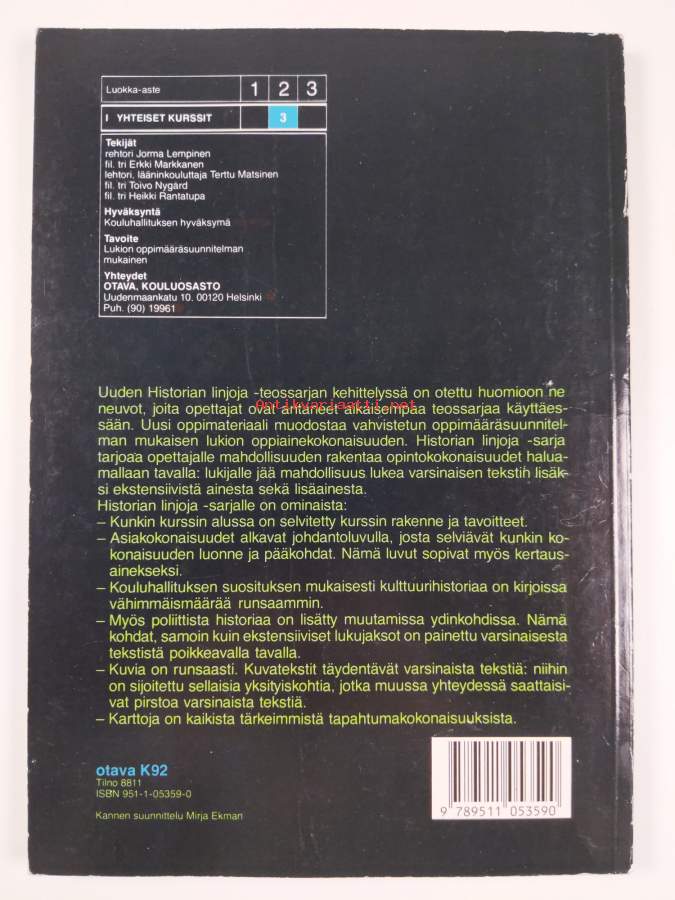 Luokka-aste 1 2 3
I YHTEISET KURSSIT 3
Tekijät
rehtori Jorma Lempinen
fil. tri Erkki Markkanen
lehtori, lääninkouluttaja Terttu Matsinen
fil. tri Toivo Nygård
fil. tri Heikki Rantatupa
Hyväksyntä
Kouluhallituksen hyväksymä
Tavoite
Lukion oppimääräsuunnitelman
mukainen
Yhteydet
OTAVA, KOULUOSASTO
Uudenmaankatu 10, 00120 Helsinki
Puh. (90) 19961
Uuden Historian linjoja -teossarjan kehittelyssä on otettu huomioon ne
neuvot, joita opettajat ovat antaneet aikaisempaa teossarjaa käyttäes-
Antikvariaatti.net
sään. Uusi oppimateriaali muodostaa vahvistetun oppimääräsuunnitel-
man mukaisen lukion oppiainekokonaisuuden. Historian linjoja -sarja
tarjoaa opettajalle mahdollisuuden rakentaa opintokokonaisuudet halua-
mallaan tavalla: lukijalle jää mahdollisuus lukea varsinaisen tekstin lisäk-
si ekstensiivistä ainesta sekä lisäainesta.
Historian linjoja -sarjalle on ominaista:
– Kunkin kurssin alussa on selvitetty kurssin rakenne ja tavoitteet.
– Asiakokonaisuudet alkavat johdantoluvulla, josta selviävät kunkin ko-
konaisuuden luonne ja pääkohdat. Nämä luvut sopivat myös kertaus-
ainekseksi.
– Kouluhallituksen suosituksen mukaisesti kulttuurihistoriaa on kirjoissa
vähimmäismäärää runsaammin.
– Myös poliittista historiaa on lisätty muutamissa ydinkohdissa. Nämä
kohdat, samoin kuin ekstensiiviset lukujaksot on painettu varsinaisesta
tekstistä poikkeavalla tavalla.
– Kuvia on runsaasti. Kuvatekstit täydentävät varsinaista tekstiä: niihin
on sijoitettu sellaisia yksityiskohtia, jotka muussa yhteydessä saattaisi-
vat pirstoa varsinaista tekstiä.
– Karttoja on kaikista tärkeimmistä tapahtumakokonaisuuksista.
otava K92
Tilno 8811
ISBN 951-1-05359-0
Kannen suunnittelu Mirja Ekman
9 789511 053590